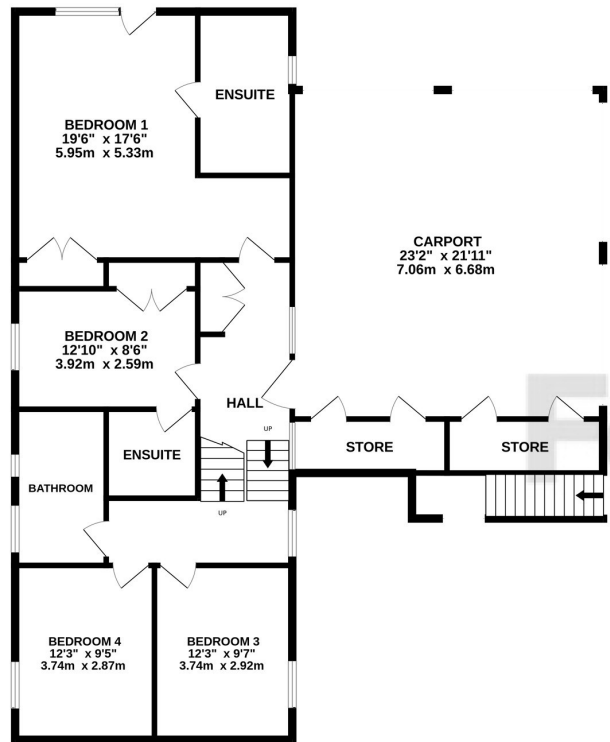 ENSUITE
BEDROOM 1
19'6" x 17'6"
5.95m x 5.33m
CARPORT
23'2" x 21'11"
7.06m x 6.68m
BEDROOM 2
12'10" x 8'6"
3.92m x 2.59m
HALL
UP
STORE
STORE
ENSUITE
BATHROOM
UP
BEDROOM 4
12'3" x 9'5"
3.74m x 2.87m
BEDROOM 3
12'3" x 9'7"
3.74m x 2.92m
F